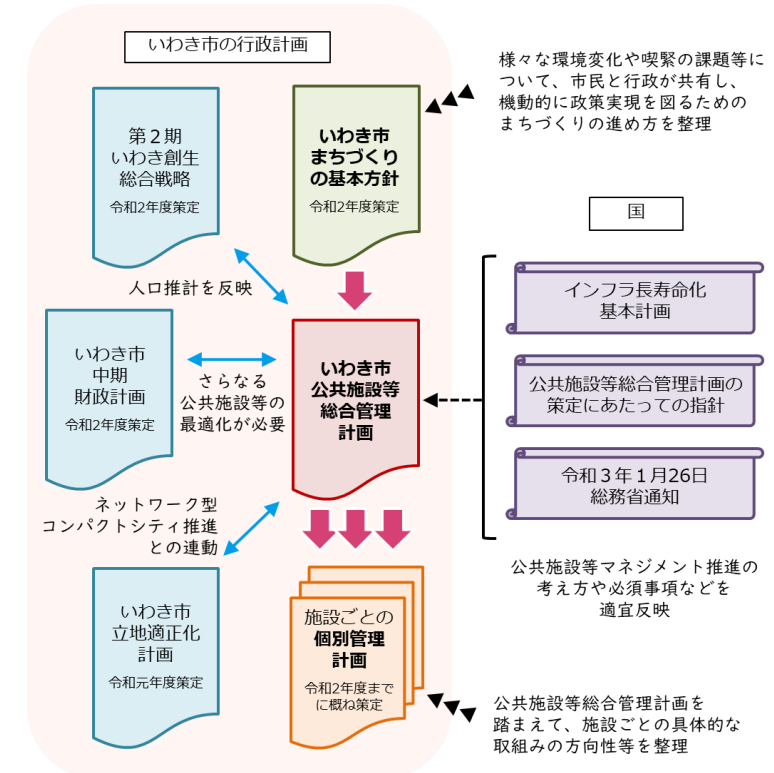 いわき市の行政計画
様々な環境変化や喫緊の課題等に
ついて、市民と行政が共有し、
機動的に政策実現を図るための
まちづくりの進め方を整理
第２期
いわき創生
総合戦略
令和2年度策定
いわき市
まちづくり
の基本方針
令和2年度策定
国
人口推計を反映
インフラ長寿命化
基本計画
いわき市
中期
財政計画
令和2年度策定
さらなる
公共施設等の
最適化が必要
いわき市
公共施設等
総合管理
計画
公共施設等総合管理計画の
策定にあたっての指針
令和３年１月26日
総務省通知
ネットワーク型
コンパクトシティ推進
との連動
公共施設等マネジメント推進の
考え方や必須事項などを
適宜反映
いわき市
立地適正化
計画
令和元年度策定
施設ごとの
個別管理
計画
令和2年度まで
に概ね策定
公共施設等総合管理計画を
踏まえて、施設ごとの具体的な
取組みの方向性等を整理